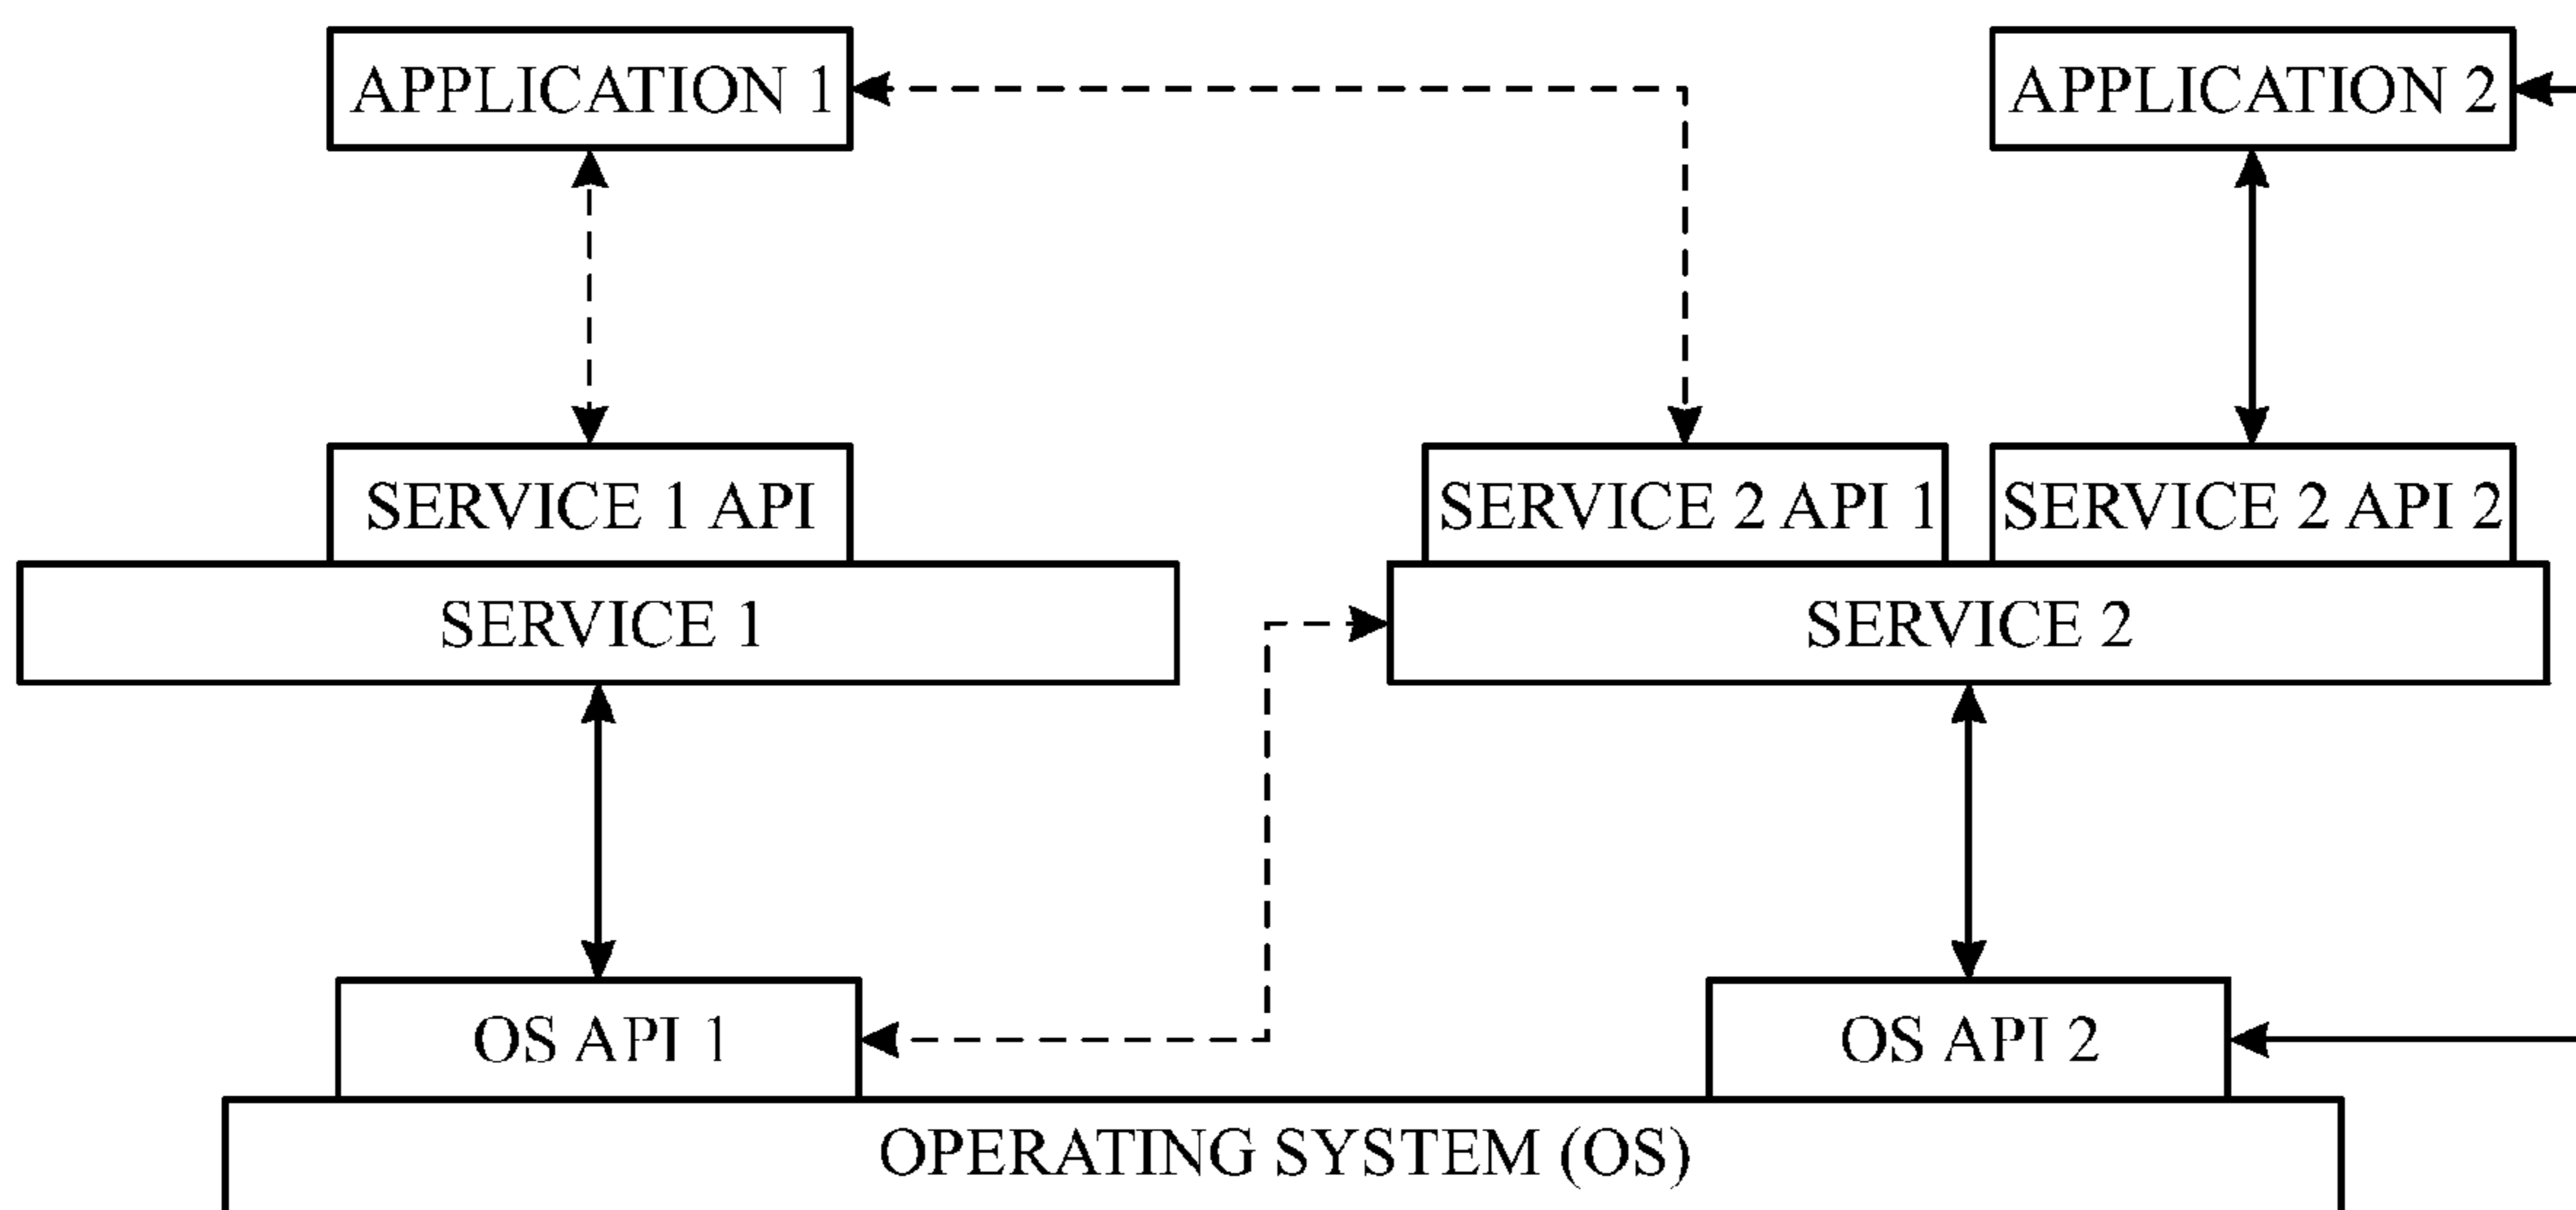 APPLICATION 1
APPLICATION 2
SERVICE 1 API
SERVICE 2 API 1
SERVICE 2 API 2
SERVICE 1
SERVICE 2
OS API 1
OS API 2
OPERATING SYSTEM (OS)